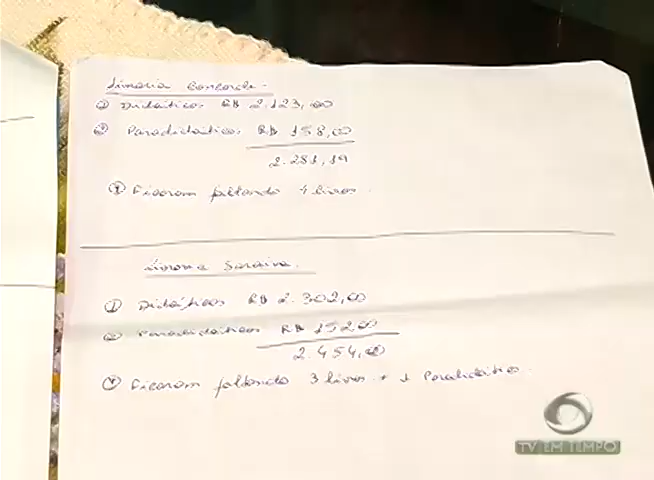 Livraria Concorde.
① Didáticos R$ 2.123,00
② Paradidáticos R$ 158,00
2.281,19
③ Ficaram faltando 4 livros.
Livraria Saraiva.
① Didáticos R$ 2.302,00
② Paradidáticos R$ 152,00
2.454,00
Ficaram faltando 3 livros + 1 Paradidático.
TV EM TEMPO